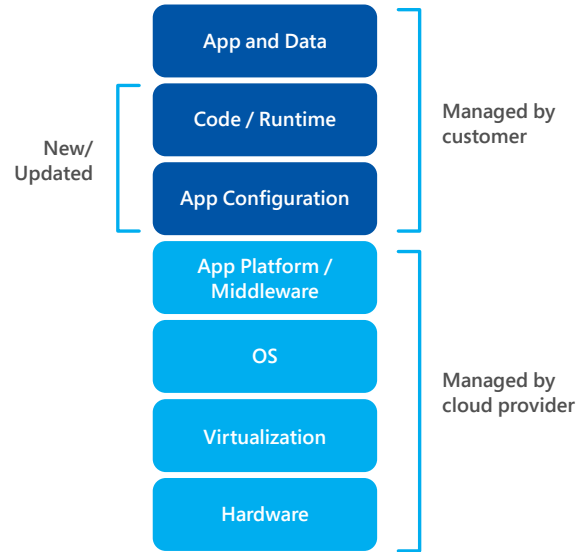 App and Data
Code / Runtime
App Configuration
App Platform /
Middleware
OS
Virtualization
Hardware
New/
Updated
Managed by
customer
Managed by
cloud provider